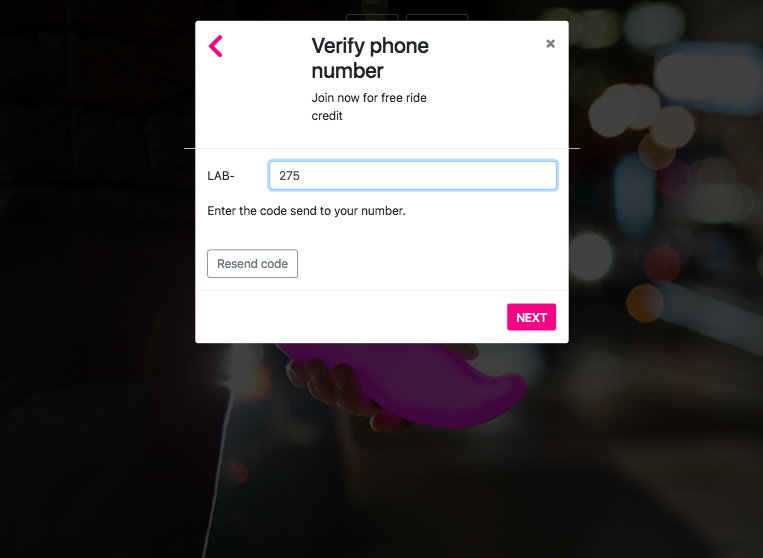 Verify phone
number
Join now for free ride
credit
LAB-
275
Enter the code send to your number.
Resend code
NEXT